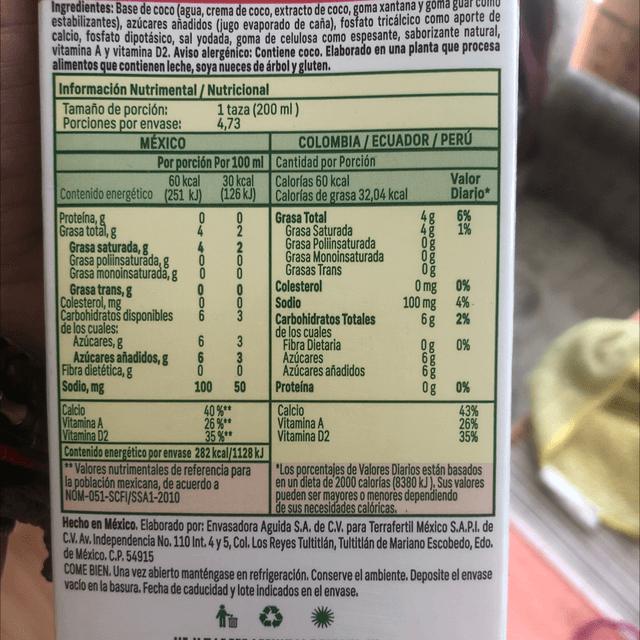 Ingredientes: Base de coco (agua, crema de coco, extracto de coco, goma xantana y goma guar como
estabilizantes), azúcares añadidos (jugo evaporado de caña), fosfato tricálcico como aporte de
calcio, fosfato dipotásico, sal yodada, goma de celulosa como espesante, saborizante natural,
vitamina A y vitamina D2. Aviso alergénico: Contiene coco. Elaborado en una planta que procesa
alimentos que contienen leche, soya nueces de árbol y gluten.
Información Nutrimental / Nutricional
Tamaño de porción: 1 taza (200 ml )
Porciones por envase: 4,73
MÉXICO
Por porción Por 100 ml
Contenido energético 60 kcal (251 kJ) 30 kcal (126 kJ)
Proteína, g 0 0
Grasa total, g 4 2
Grasa saturada, g 4 2
Grasa poliinsaturada, g 0 0
Grasa monoinsaturada, g 0 0
Grasa trans, g 0 0
Colesterol, mg 0 0
Carbohidratos disponibles 6 3
de los cuales:
Azúcares, g 6 3
Azúcares añadidos, g 6 3
Fibra dietética, g 0 0
Sodio, mg 100 50
Calcio 40 %**
Vitamina A 26 %**
Vitamina D2 35 %**
Contenido energético por envase 282 kcal/1128 kJ
** Valores nutrimentales de referencia para
la población mexicana, de acuerdo a
NOM-051-SCFI/SSA1-2010
COLOMBIA / ECUADOR / PERÚ
Cantidad por Porción
Calorías 60 kcal Valor
Calorías de grasa 32,04 kcal Diario*
Grasa Total 4 g 6%
Grasa Saturada 4 g 1%
Grasa Poliinsaturada 0 g
Grasa Monoinsaturada 0 g
Grasas Trans 0 g
Colesterol 0 mg 0%
Sodio 100 mg 4%
Carbohidratos Totales 6 g 2%
de los cuales
Fibra Dietaria 0 g 0%
Azúcares 6 g
Azúcares añadidos 6 g
Proteína 0 g 0%
Calcio 43%
Vitamina A 26%
Vitamina D2 35%
*Los porcentajes de Valores Diarios están basados
en un dieta de 2000 calorías (8380 kJ ). Sus valores
pueden ser mayores o menores dependiendo
de sus necesidades calóricas.
Hecho en México. Elaborado por: Envasadora Aguida S.A. de C.V. para Terrafertil México S.A.P.I. de
C.V. Av. Independencia No. 110 Int. 4 y 5, Col. Los Reyes Tultitlán, Tultitlán de Mariano Escobedo, Edo.
de México. C.P. 54915
COME BIEN. Una vez abierto manténgase en refrigeración. Conserve el ambiente. Deposite el envase
vacío en la basura. Fecha de caducidad y lote indicados en el envase.